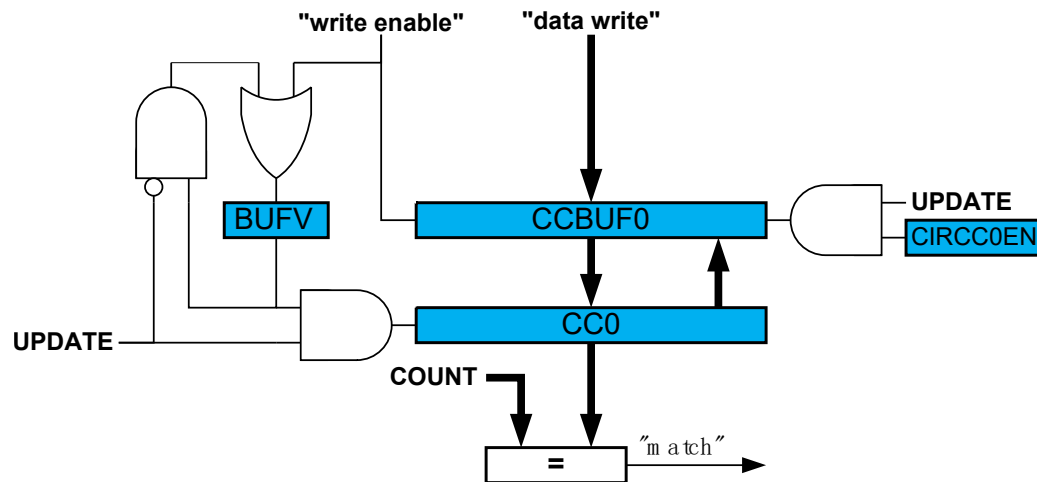 "write enable"
"data write"
BUFV
CCBUF0
UPDATE
CIRCC0EN
CC0
UPDATE
COUNT
"match"
=